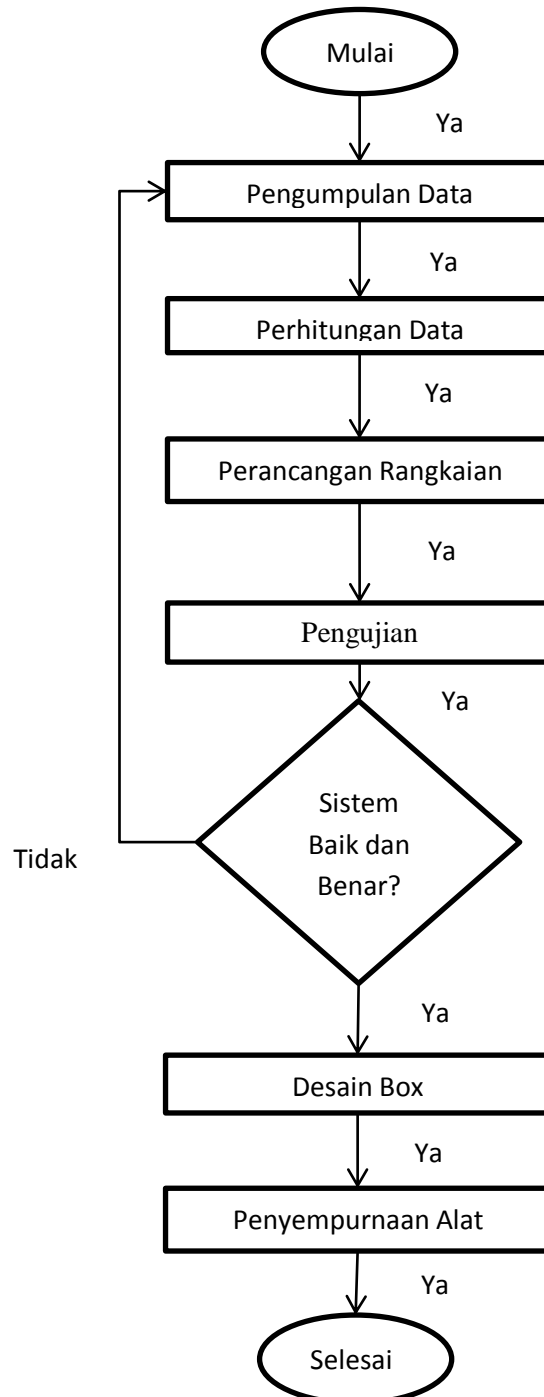 Mulai
Ya
Pengumpulan Data
Ya
Perhitungan Data
Ya
Perancangan Rangkaian
Ya
Pengujian
Ya
Sistem
Baik dan
Benar?
Tidak
Ya
Desain Box
Ya
Penyempurnaan Alat
Ya
Selesai